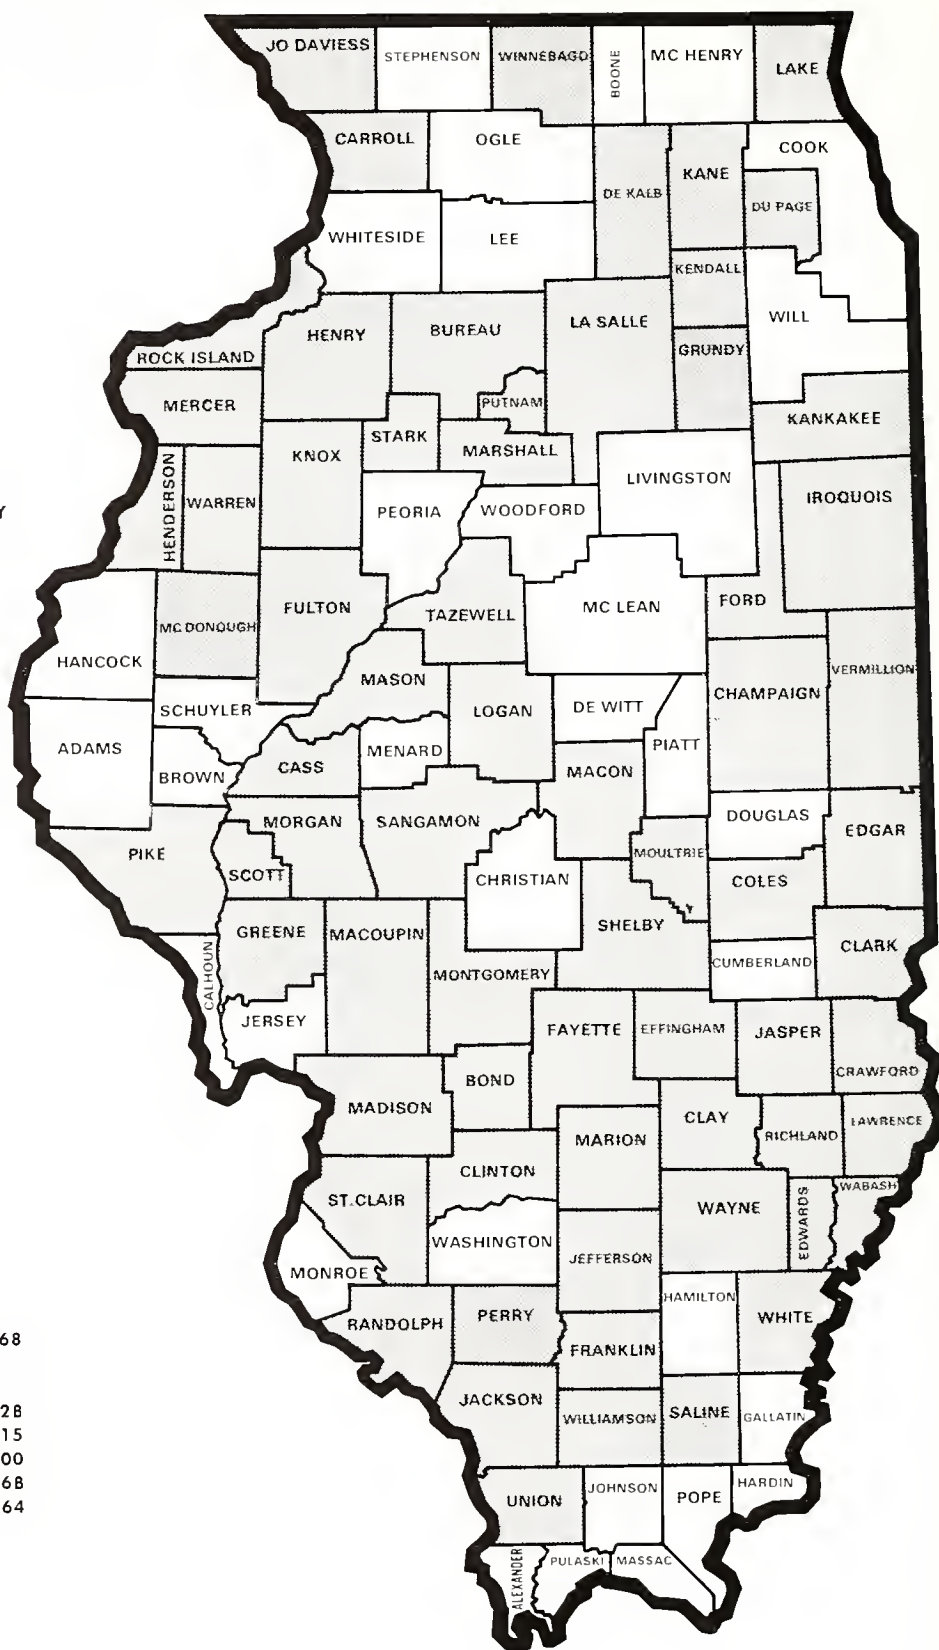 JO DAVIESS
STEPHENSON
WINNEBAGO
BOONE
MC HENRY
LAKE
CARROLL
OGLE
DE KALB
KANE
COOK
DU PAGE
WHITESIDE
LEE
KENDALL
WILL
ROCK ISLAND
HENRY
BUREAU
LA SALLE
GRUNDY
MERCER
PUTNAM
KANKAKEE
STARK
MARSHALL
KNOX
HENDERSON
WARREN
PEORIA
WOODFORD
LIVINGSTON
IROQUOIS
Y
HANCOCK
MC DONOUGH
FULTON
TAZEWELL
MC LEAN
FORD
VERMILLION
MASON
CHAMPAIGN
SCHUYLER
LOGAN
DE WITT
ADAMS
BROWN
CASS
MENARD
PIATT
MACON
PIKE
MORGAN
SANGAMON
DOUGLAS
EDGAR
SCOTT
CHRISTIAN
MOULTRIE
COLES
GREENE
MACOUPIN
SHELBY
CLARK
CALHOUN
MONTGOMERY
CUMBERLAND
JERSEY
FAYETTE
EFFINGHAM
JASPER
BOND
CRAWFORD
MADISON
CLAY
MARION
RICHLAND
LAWRENCE
CLINTON
ST. CLAIR
WAYNE
EDWARDS
WABASH
WASHINGTON
JEFFERSON
MONROE
HAMILTON
RANDOLPH
PERRY
WHITE
FRANKLIN
68
JACKSON
WILLIAMSON
SALINE
GALLATIN
2B
15
00
6B
64
UNION
JOHNSON
POPE
HARDIN
ALEXANDER
PULASKI
MASSAC